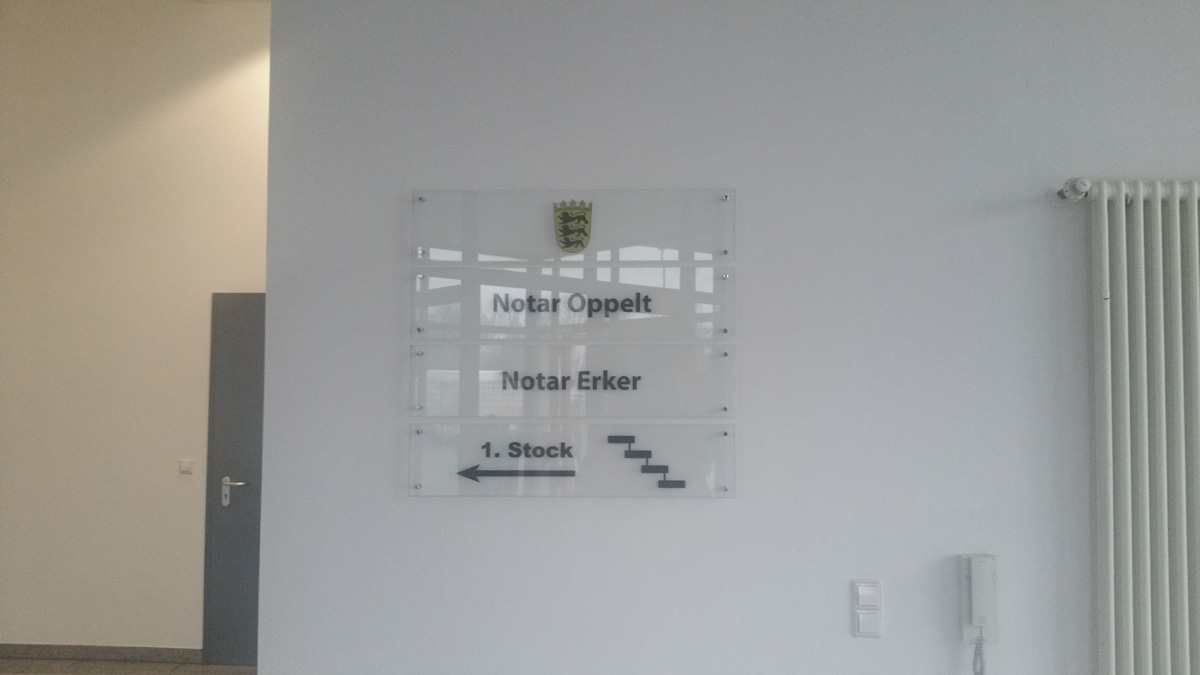 Notar Oppelt
Notar Erker
1. Stock